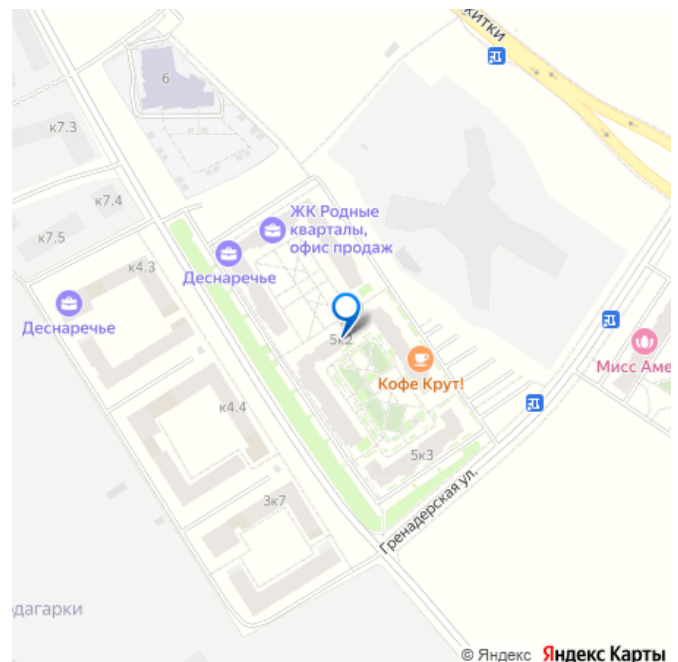 КИТКИ
6
к7.3
к7.4
ЖК Родные
кварталы,
офис продаж
к7.5
к4.3
Деснаречье
Деснаречье
5к2
Мисс Аме
Кофе Крут!
к4.4
5к3
3к7
Гренадерская ул.
дагарки
© Яндекс Яндекс Карты